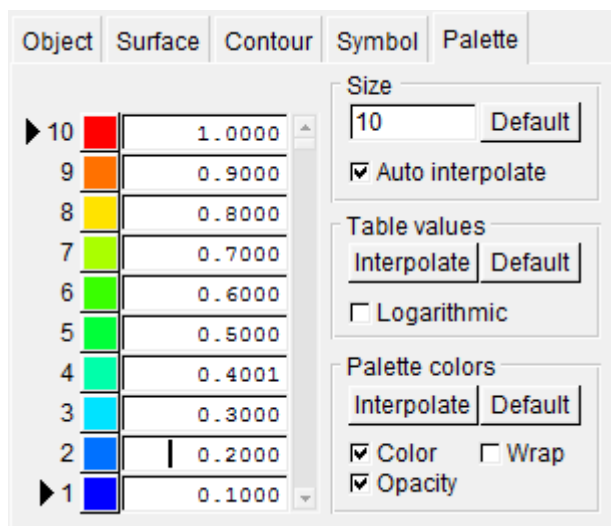 Object Surface Contour Symbol Palette
Size
10 Default
Auto interpolate
Table values
Interpolate Default
Logarithmic
Palette colors
Interpolate Default
Color Wrap
Opacity
10 1.0000
9 0.9000
8 0.8000
7 0.7000
6 0.6000
5 0.5000
4 0.4001
3 0.3000
2 0.2000
1 0.1000